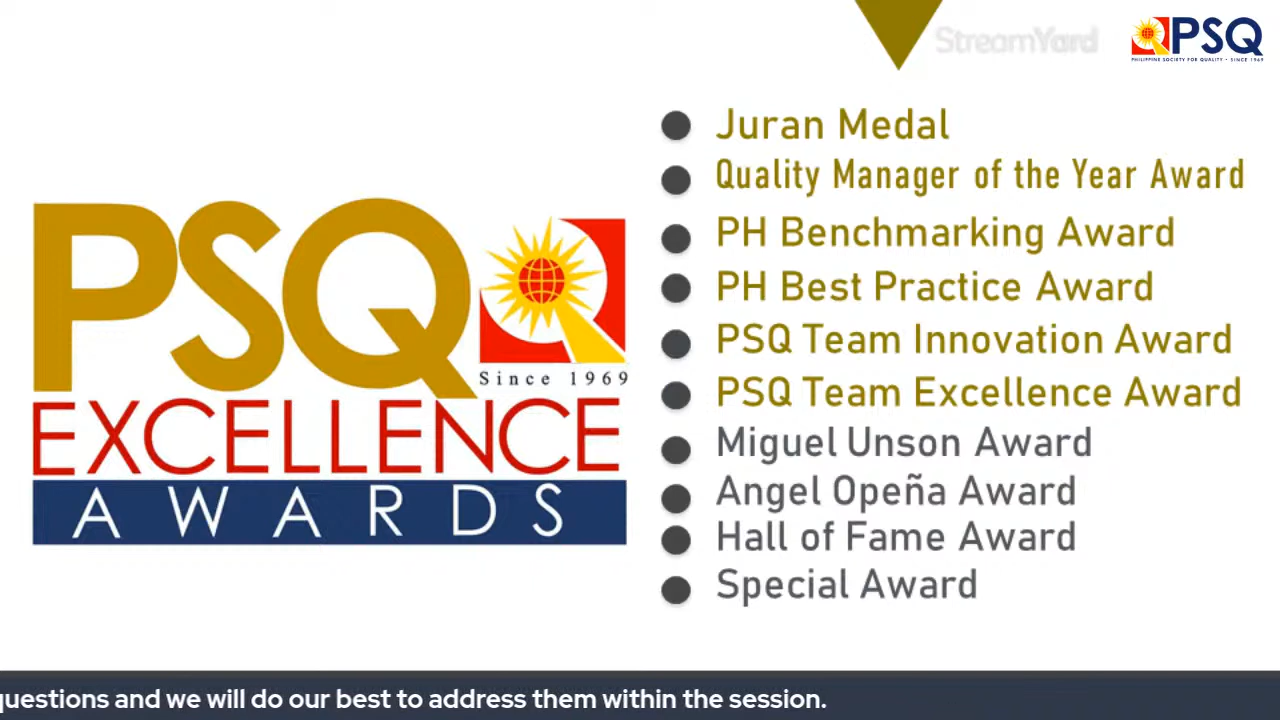 StreamYard
PSQ
PHILIPPINE SOCIETY FOR QUALITY • SINCE 1969
Juran Medal
Quality Manager of the Year Award
PH Benchmarking Award
PH Best Practice Award
PSQ Team Innovation Award
PSQ Team Excellence Award
Miguel Unson Award
Angel Opeña Award
Hall of Fame Award
Special Award
PSQ
Since 1969
EXCELLENCE
AWARDS
questions and we will do our best to address them within the session.